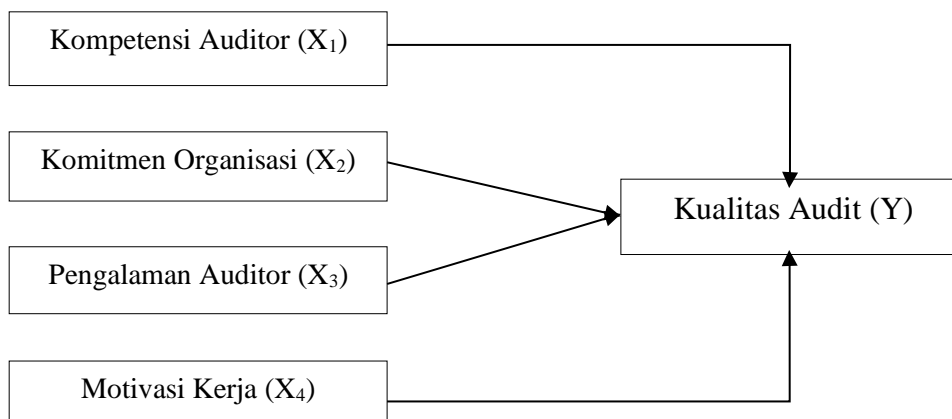 Kompetensi Auditor (X₁)
Komitmen Organisasi (X₂)
Kualitas Audit (Y)
Pengalaman Auditor (X₃)
Motivasi Kerja (X₄)